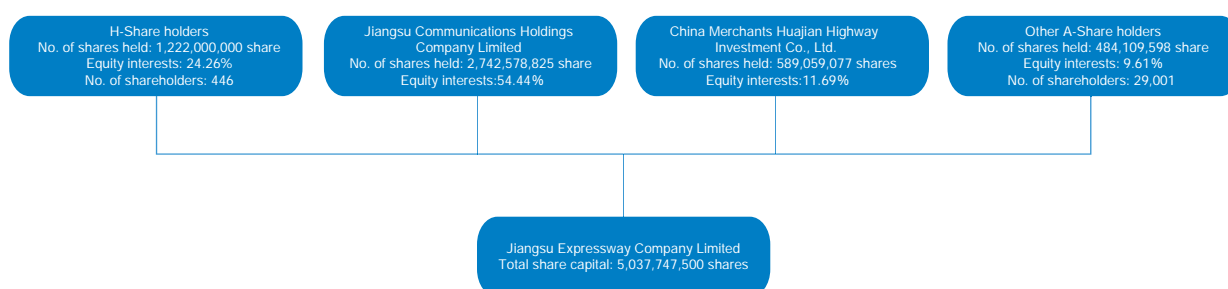 H-Share holders
No. of shares held: 1,222,000,000 share
Equity interests: 24.26%
No. of shareholders: 446
Jiangsu Communications Holdings
Company Limited
No. of shares held: 2,742,578,825 share
Equity interests:54.44%
China Merchants Huajian Highway
Investment Co., Ltd.
No. of shares held: 589,059,077 shares
Equity interests:11.69%
Other A-Share holders
No. of shares held: 484,109,598 share
Equity interests: 9.61%
No. of shareholders: 29,001
Jiangsu Expressway Company Limited
Total share capital: 5,037,747,500 shares